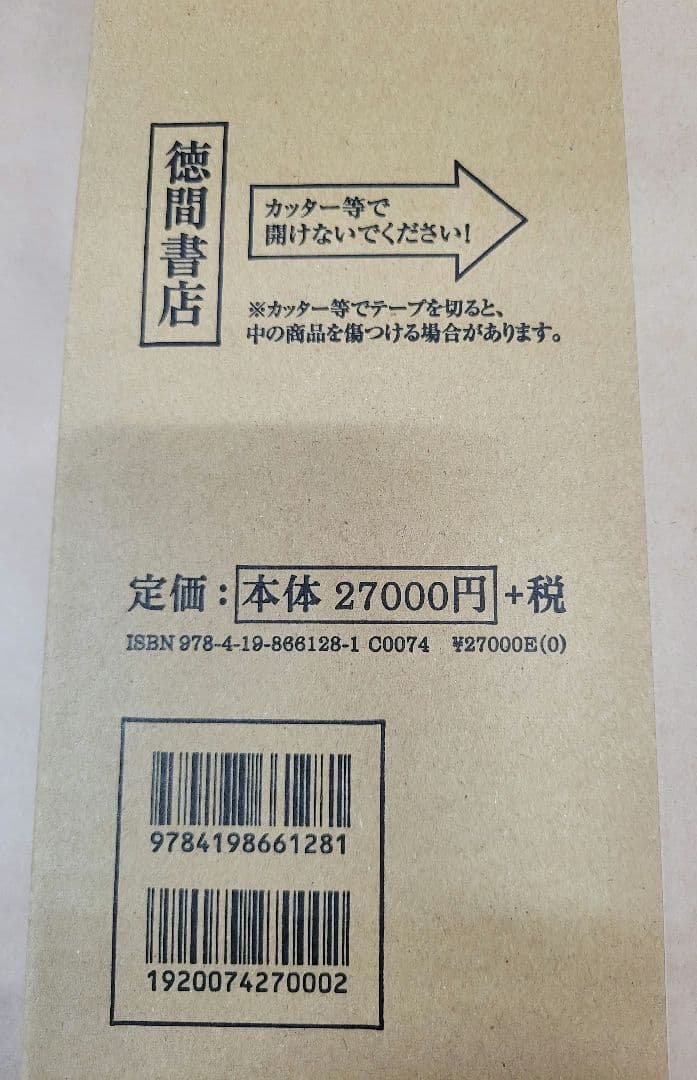 徳間書店
カッター等で
開けないでください!
※カッター等でテープを切ると、
中の商品を傷つける場合があります。
定価:本体 27000円+税
ISBN 978-4-19-866128-1 C0074 ¥27000E(0)
9784198661281
1920074270002